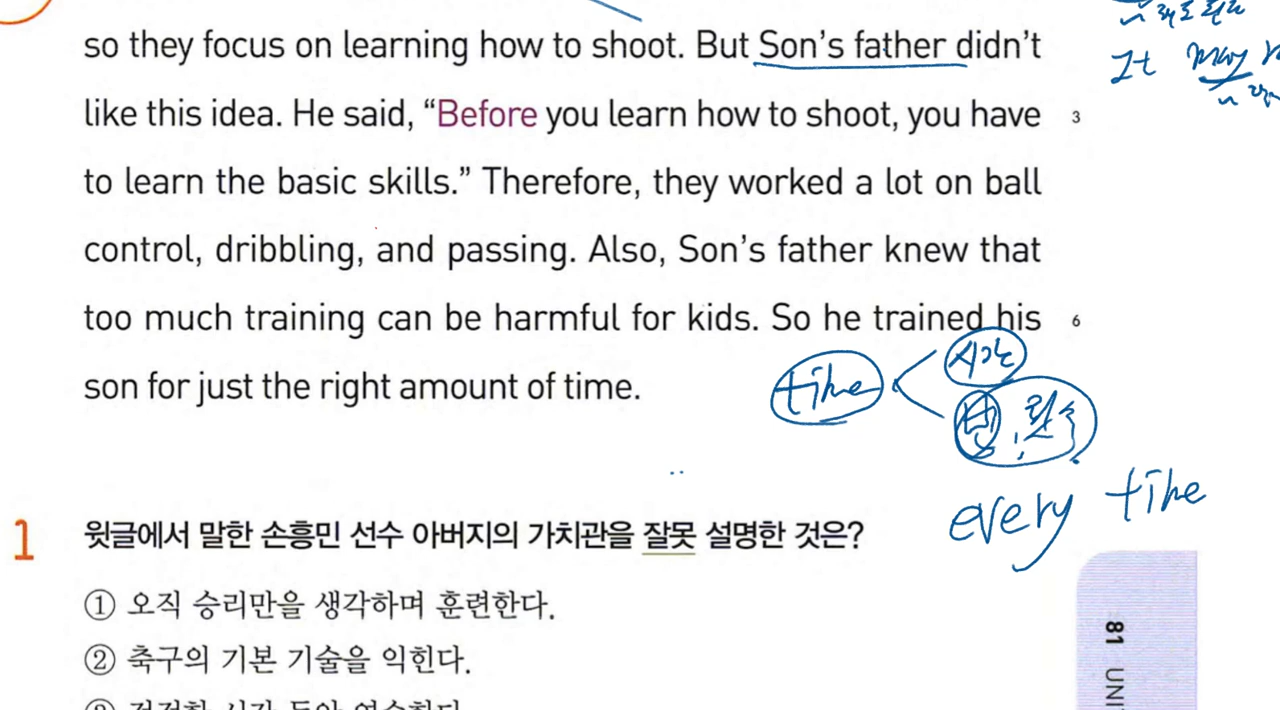 It may
so they focus on learning how to shoot. But Son's father didn't
like this idea. He said, “Before you learn how to shoot, you have 3
to learn the basic skills.” Therefore, they worked a lot on ball
control, dribbling, and passing. Also, Son's father knew that
too much training can be harmful for kids. So he trained his 6
son for just the right amount of time.
time
시간
번, 횟수
every time
1 윗글에서 말한 손흥민 선수 아버지의 가치관을 잘못 설명한 것은?
① 오직 승리만을 생각하며 훈련한다.
② 축구의 기본 기술을 익힌다.
81 UNI